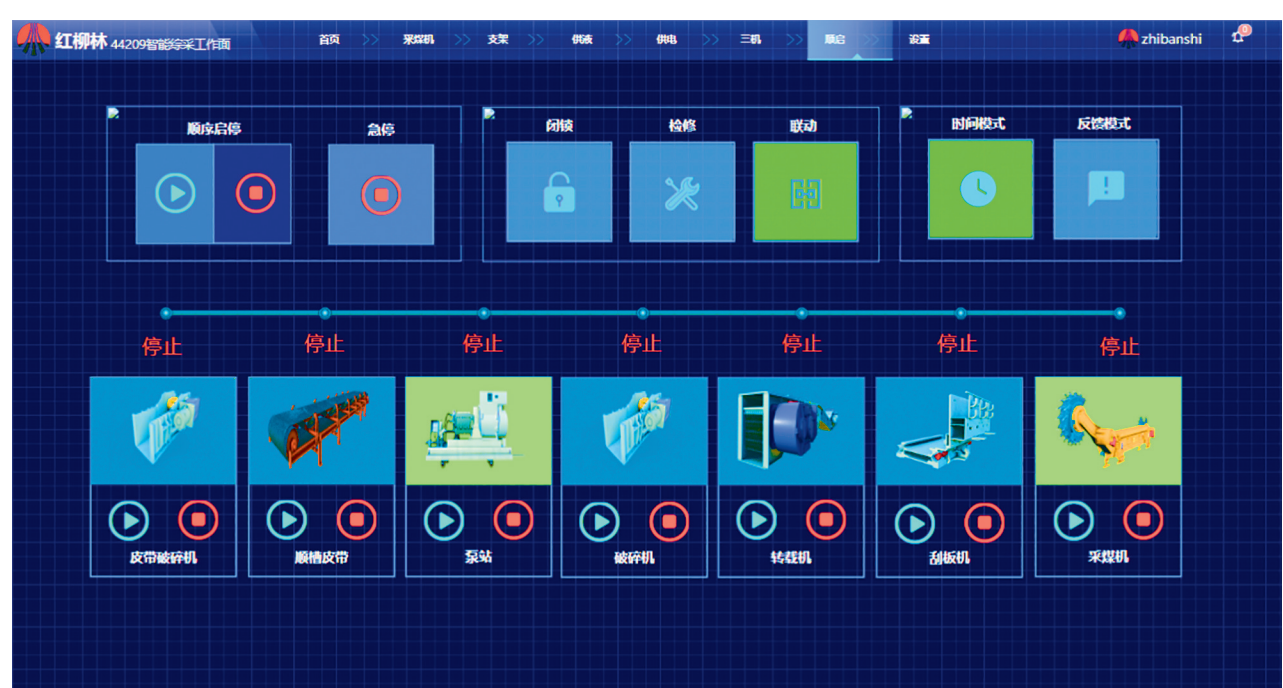 红柳林 44209智能综采工作面 首页 >> 采煤机 >> 支架 >> 供液 >> 供电 >> 三机 >> 顺启 >> 设置 zhibanshi 0
顺序启停 急停 闭锁 检修 联动 时间模式 反馈模式
停止 停止 停止 停止 停止 停止 停止
皮带破碎机 顺槽皮带 泵站 破碎机 转载机 刮板机 采煤机